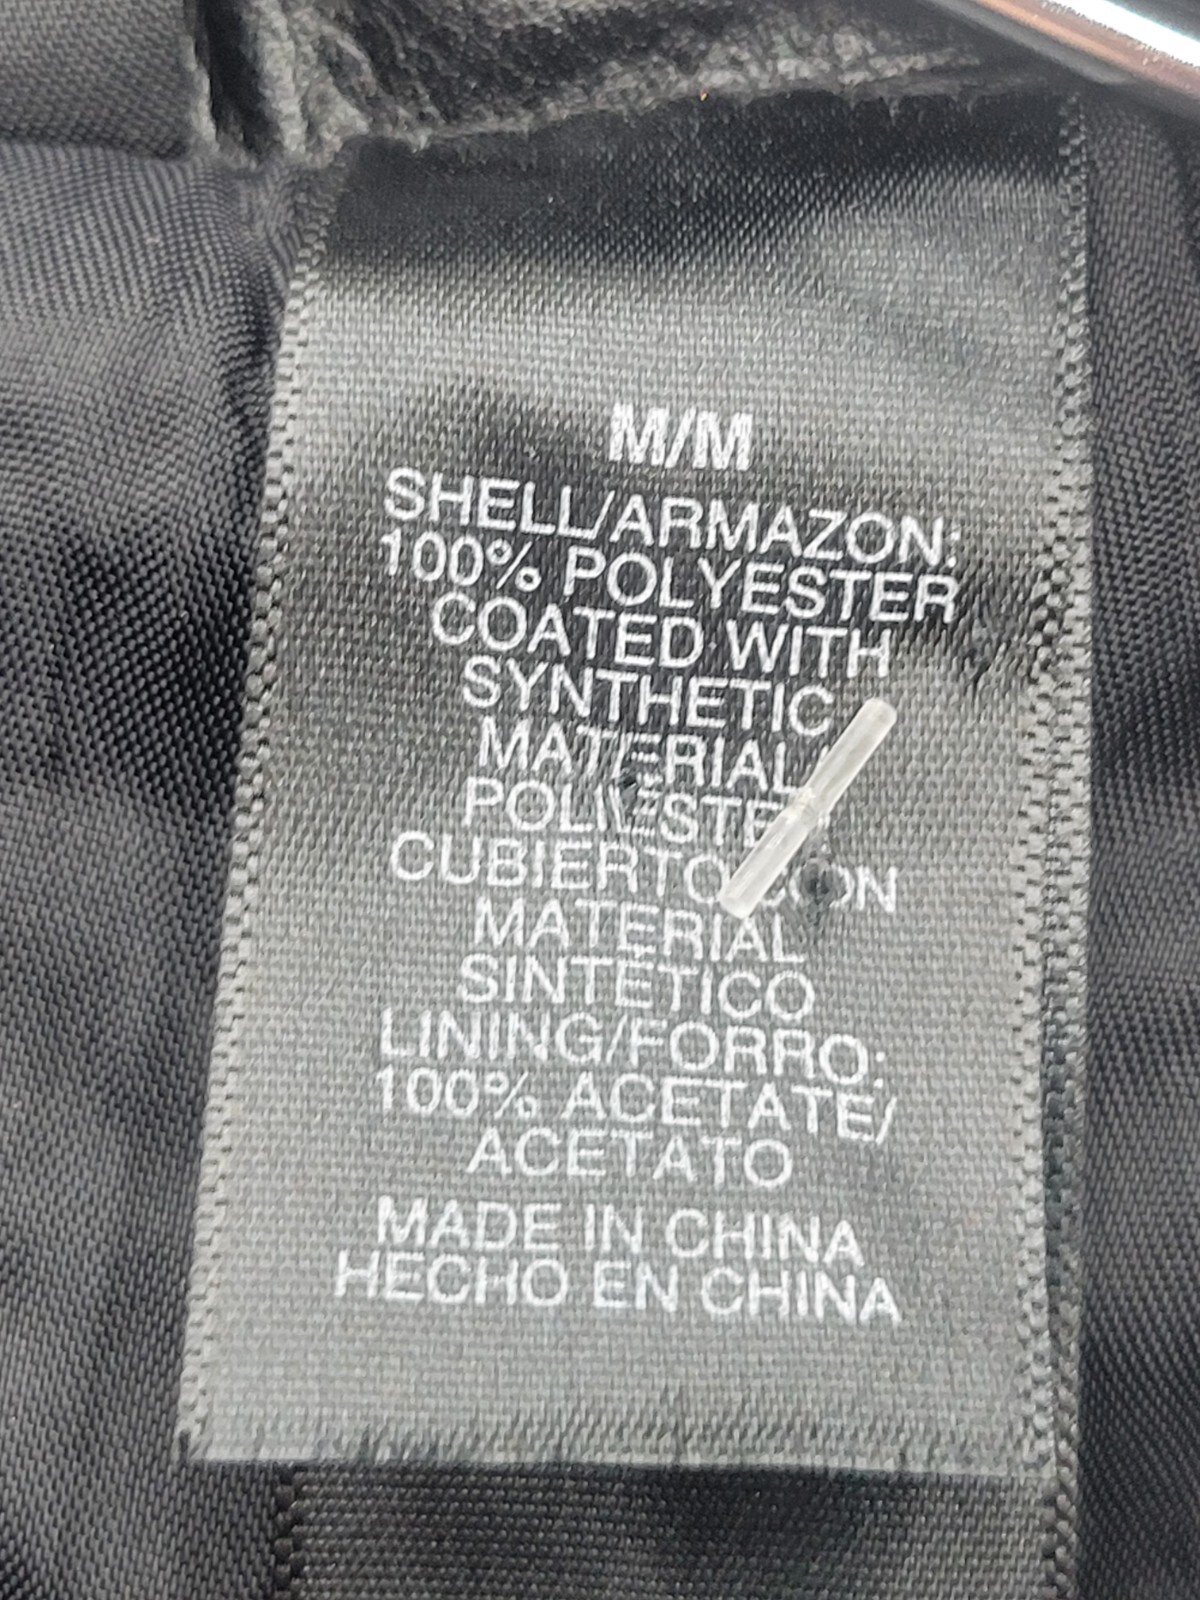 M/M
SHELL/ARMAZON:
100% POLYESTER
COATED WITH
SYNTHETIC
MATERIAL/
POLIESTER
CUBIERTO CON
MATERIAL
SINTETICO
LINING/FORRO:
100% ACETATE/
ACETATO
MADE IN CHINA
HECHO EN CHINA